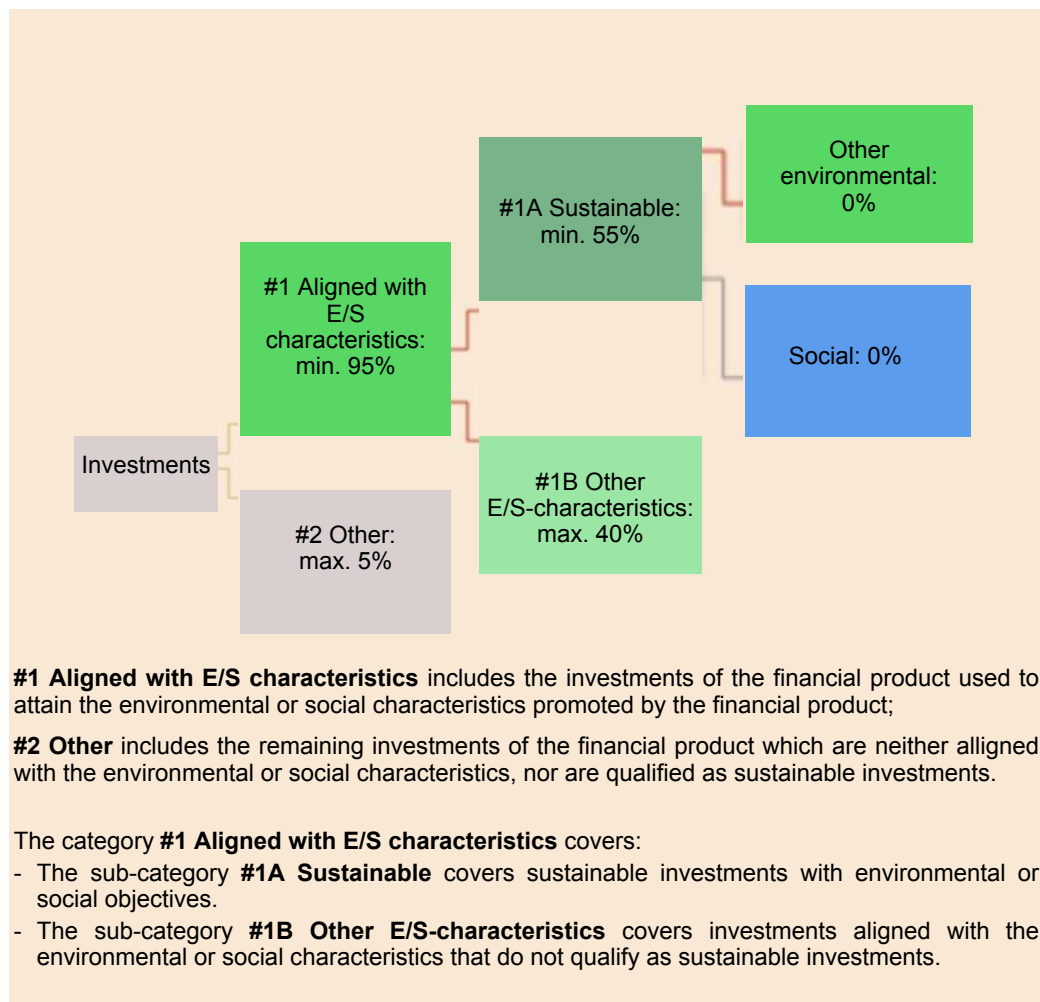 Other
environmental:
0%
#1A Sustainable:
min. 55%
#1 Aligned with
E/S
characteristics:
min. 95%
Social: 0%
Investments
#1B Other
E/S-characteristics:
max. 40%
#2 Other:
max. 5%
#1 Aligned with E/S characteristics includes the investments of the financial product used to
attain the environmental or social characteristics promoted by the financial product;
#2 Other includes the remaining investments of the financial product which are neither alligned
with the environmental or social characteristics, nor are qualified as sustainable investments.
The category #1 Aligned with E/S characteristics covers:
- The sub-category #1A Sustainable covers sustainable investments with environmental or
social objectives.
- The sub-category #1B Other E/S-characteristics covers investments aligned with the
environmental or social characteristics that do not qualify as sustainable investments.